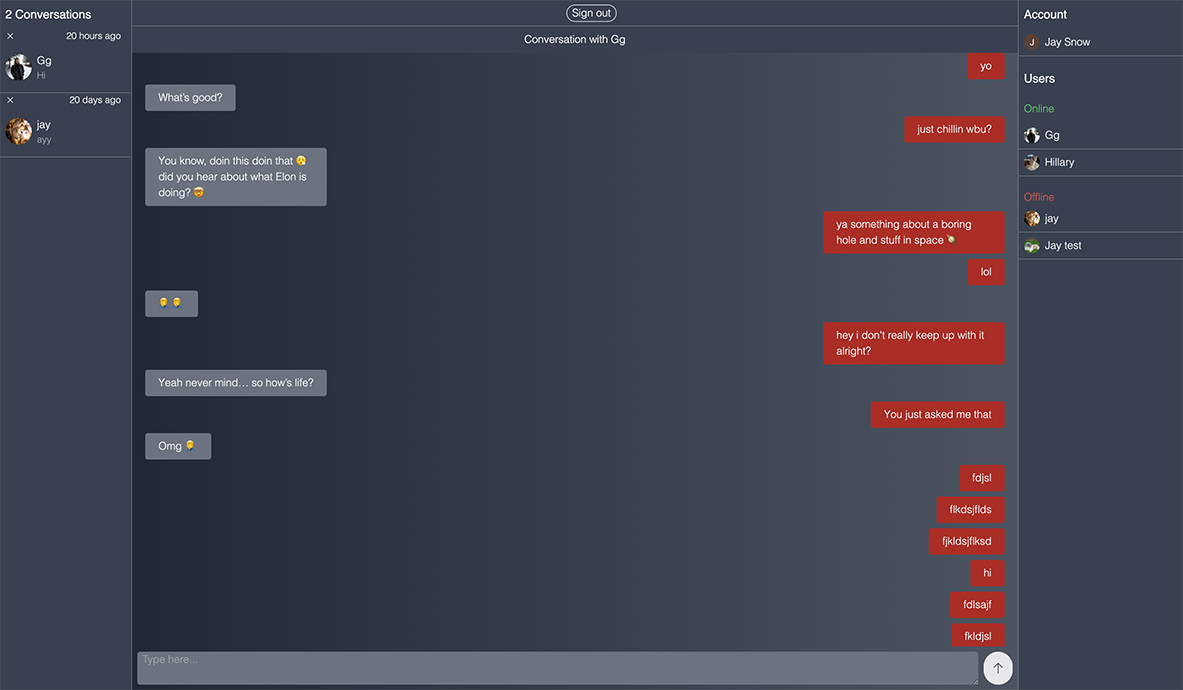 2 Conversations
20 hours ago
Gg
Hi
20 days ago
jay
ayy
Sign out
Conversation with Gg
yo
What's good?
just chillin wbu?
You know, doin this doin that 🥱
did you hear about what Elon is
doing? 🤯
ya something about a boring
hole and stuff in space
lol
hey i don't really keep up with it
alright?
Yeah never mind... so how's life?
You just asked me that
Omg
fdjsl
flkdsjflds
fjkldsjflksd
hi
fdlsajf
fkldjsl
Type here...
Account
J Jay Snow
Users
Online
Gg
Hillary
Offline
jay
Jay test